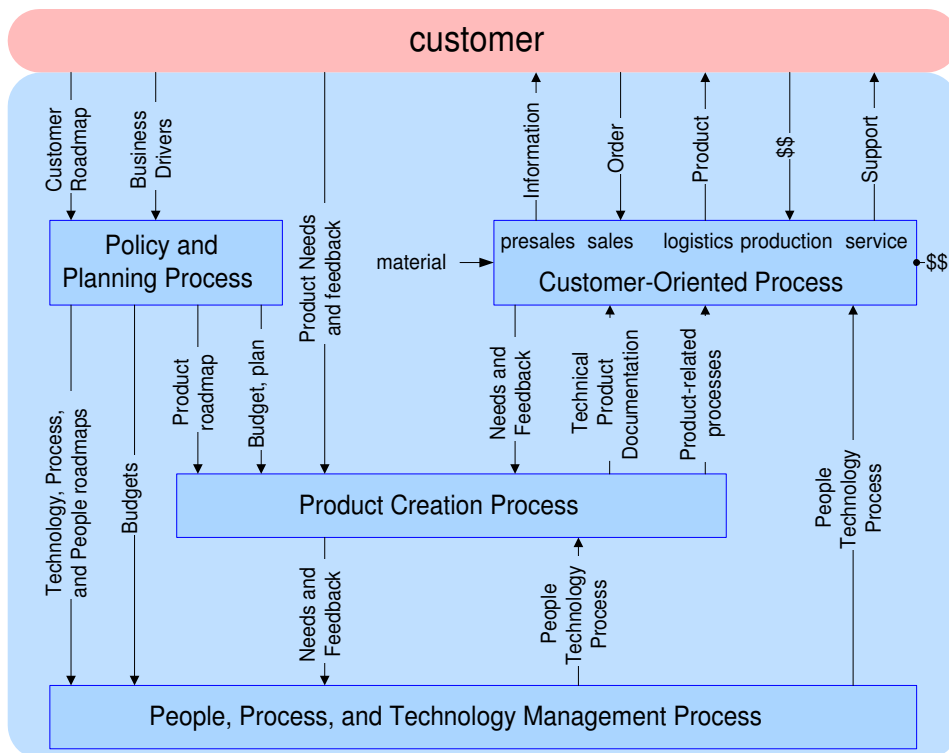 customer
Customer
Roadmap
Business
Drivers
Product Needs
and feedback
Information
Order
Product
$$
Support
Policy and
Planning Process
presales sales logistics production service
Customer-Oriented Process
material
$$
Technology, Process,
and People roadmaps
Budgets
Product
roadmap
Budget, plan
Needs and
Feedback
Technical
Product
Documentation
Product-related
processes
People
Technology
Process
Product Creation Process
Needs and
Feedback
People
Technology
Process
People, Process, and Technology Management Process